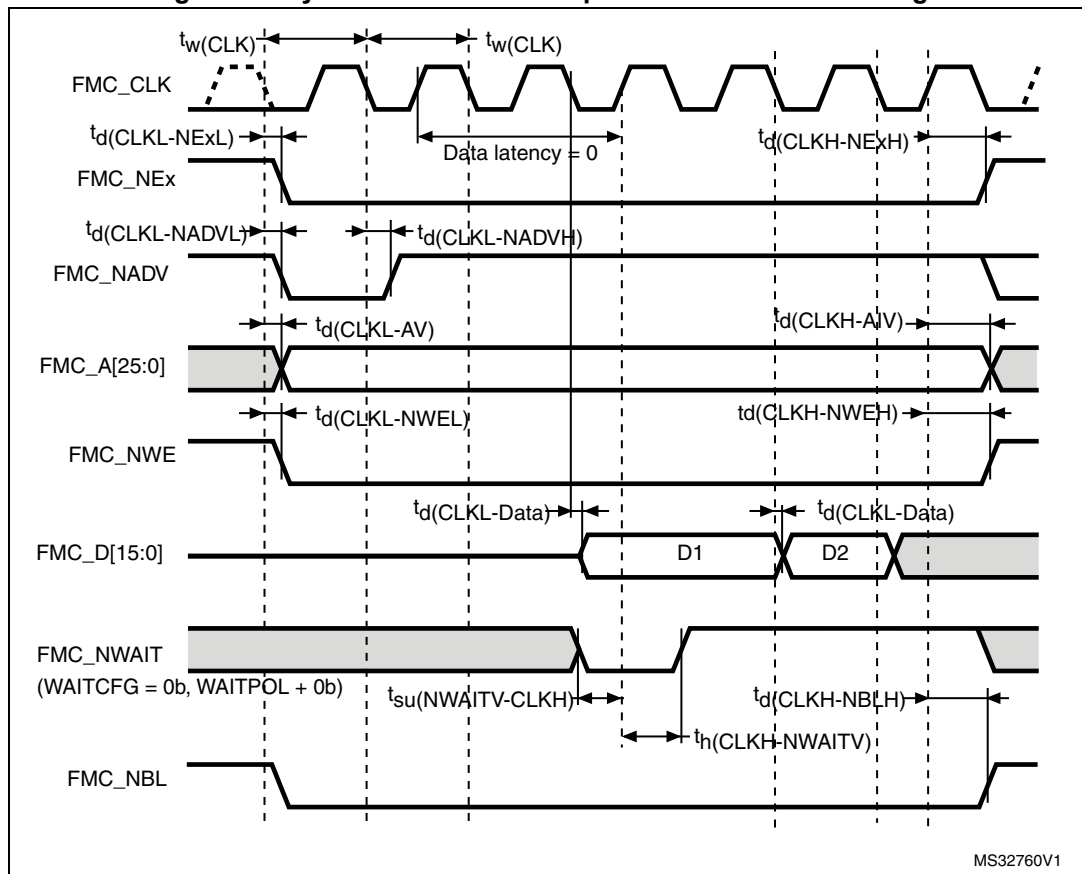 tw(CLK) tw(CLK)
FMC_CLK
td(CLKL-NExL) Data latency = 0 td(CLKH-NExH)
FMC_NEx
td(CLKL-NADVL) td(CLKL-NADVH)
FMC_NADV
td(CLKL-AV) td(CLKH-AIV)
FMC_A[25:0]
td(CLKL-NWEL) td(CLKH-NWEH)
FMC_NWE
td(CLKL-Data) td(CLKL-Data)
FMC_D[15:0] D1 D2
FMC_NWAIT
(WAITCFG = 0b, WAITPOL + 0b)
tsu(NWAITV-CLKH) td(CLKH-NBLH)
th(CLKH-NWAITV)
FMC_NBL
MS32760V1